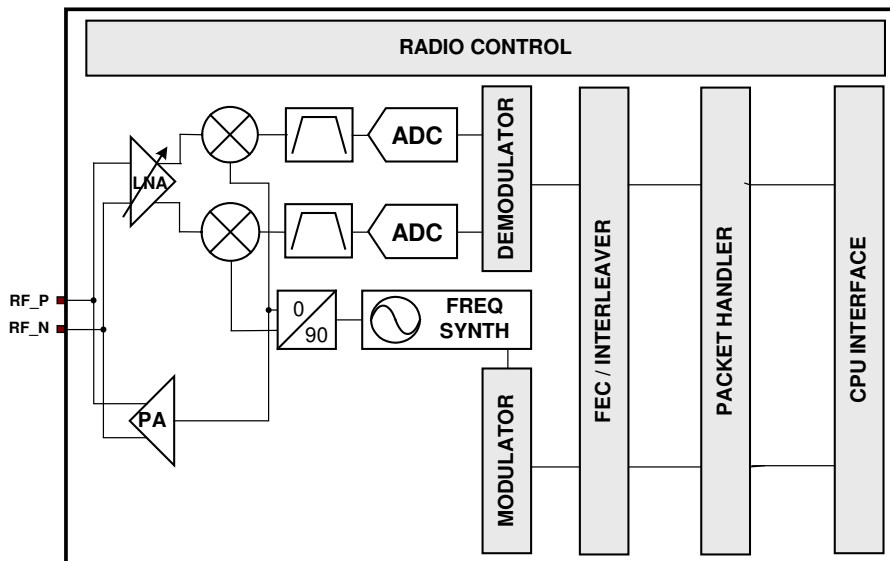 RADIO CONTROL
LNA
ADC
ADC
DEMODULATOR
FEC / INTERLEAVER
PACKET HANDLER
CPU INTERFACE
RF_P
RF_N
0
90
FREQ
SYNTH
PA
MODULATOR